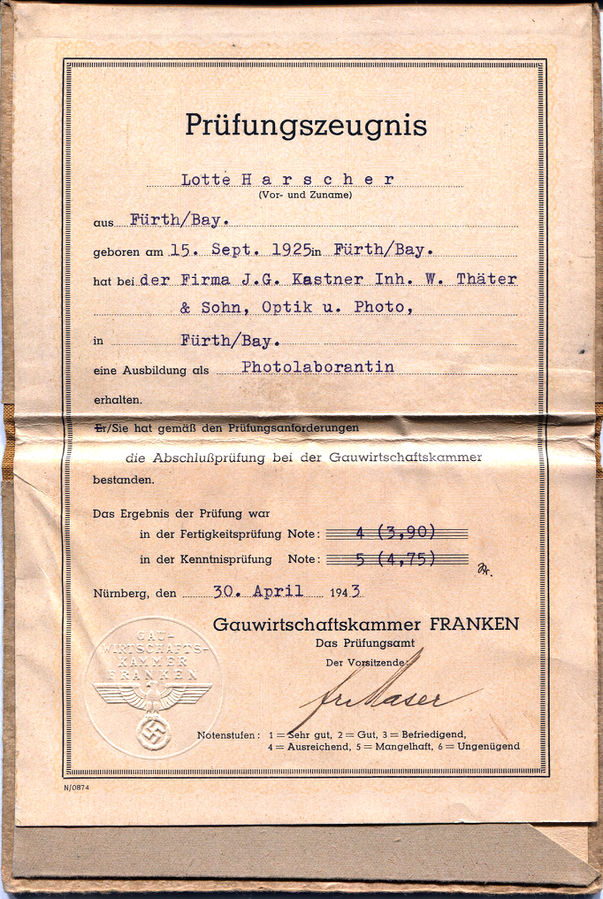 Prüfungszeugnis
Lotte Harscher
(Vor- und Zuname)
aus Fürth/Bay.
geboren am 15. Sept. 1925 in Fürth/Bay.
hat bei der Firma J.G. Kastner Inh. W. Thäter
& Sohn, Optik u. Photo,
in Fürth/Bay.
eine Ausbildung als Photolaborantin
erhalten.
Er/Sie hat gemäß den Prüfungsanforderungen
die Abschlußprüfung bei der Gauwirtschaftskammer
bestanden.
Das Ergebnis der Prüfung war
in der Fertigkeitsprüfung Note: 4 (3,90)
in der Kenntnisprüfung Note: 5 (4,75)
Nürnberg, den 30. April 1943
Gauwirtschaftskammer FRANKEN
Das Prüfungsamt
Der Vorsitzende
GAU-
WIRTSCHAFTS-
KAMMER
FRANKEN
Notenstufen: 1 = Sehr gut, 2 = Gut, 3 = Befriedigend,
4 = Ausreichend, 5 = Mangelhaft, 6 = Ungenügend
N/0874